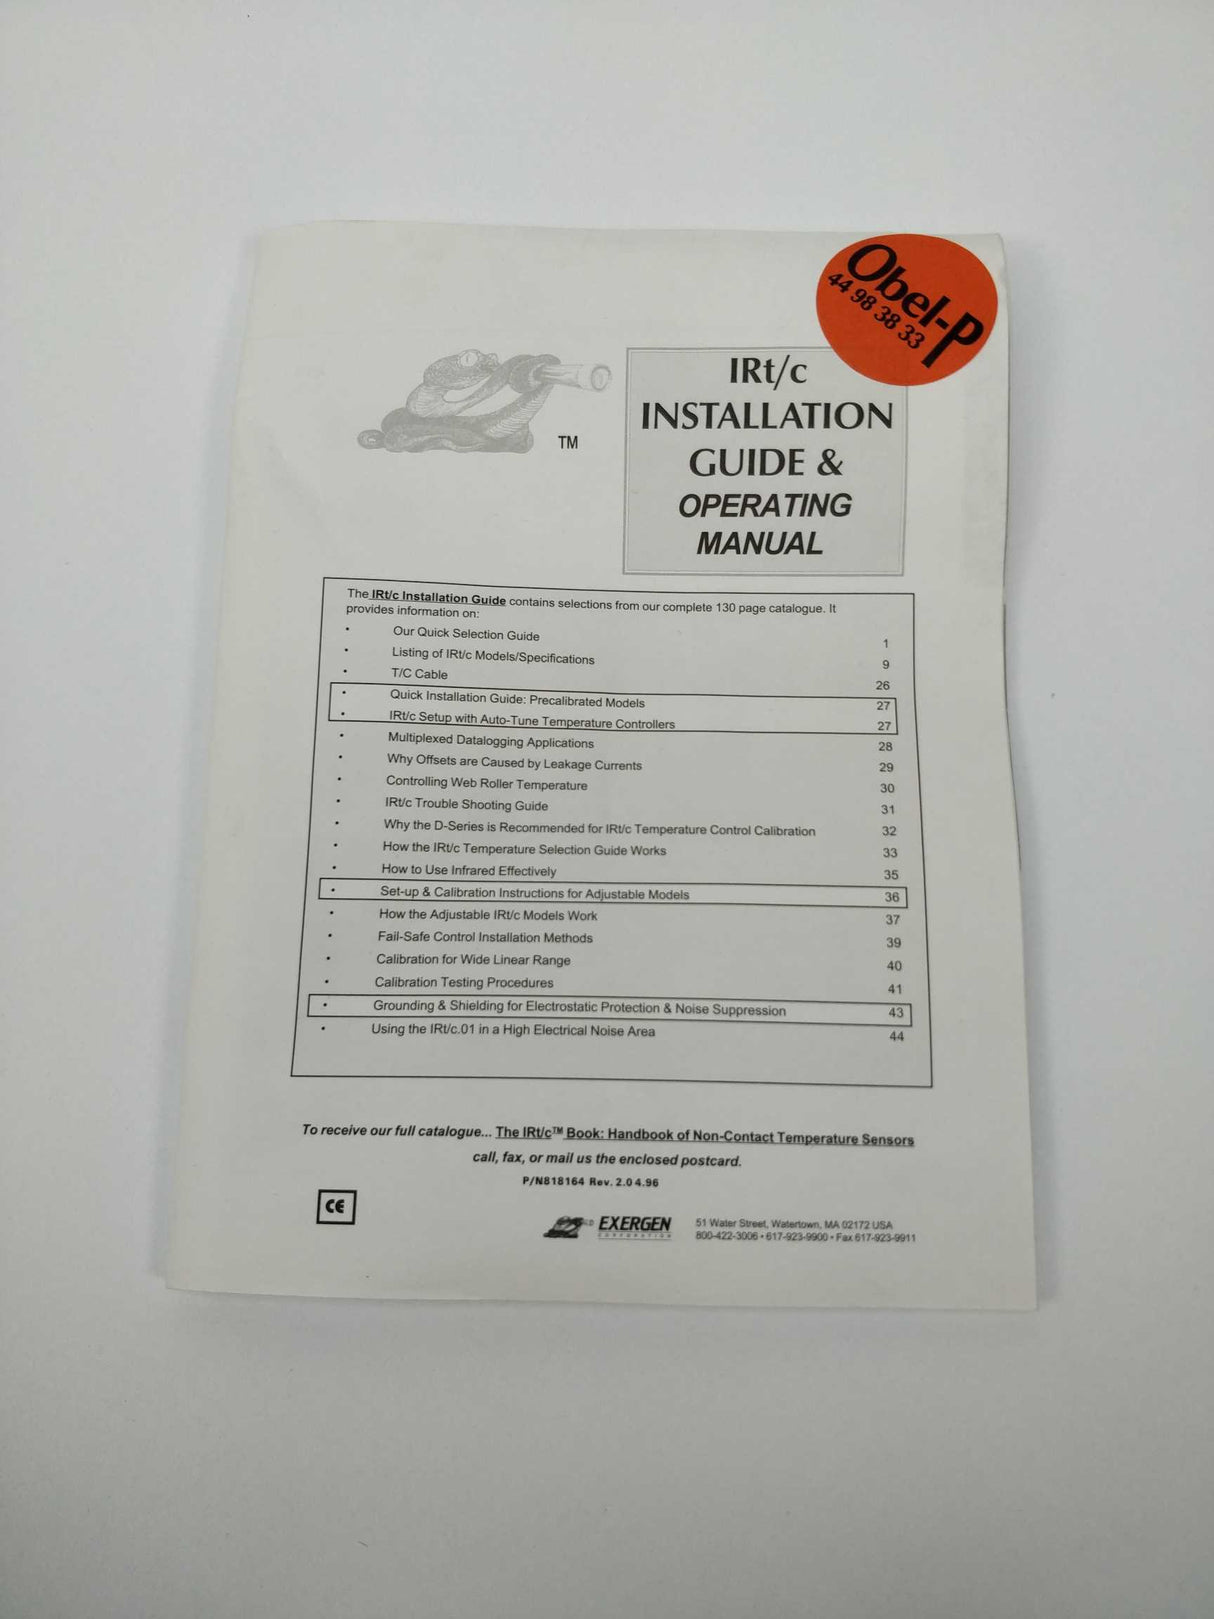 Obel-P
44 98 38 33
IRt/c
INSTALLATION
GUIDE &
OPERATING
MANUAL
TM
The IRt/c Installation Guide contains selections from our complete 130 page catalogue. It
provides information on:
• Our Quick Selection Guide 1
• Listing of IRt/c Models/Specifications 9
• T/C Cable 26
• Quick Installation Guide: Precalibrated Models 27
• IRt/c Setup with Auto-Tune Temperature Controllers 27
• Multiplexed Datalogging Applications 28
• Why Offsets are Caused by Leakage Currents 29
• Controlling Web Roller Temperature 30
• IRt/c Trouble Shooting Guide 31
• Why the D-Series is Recommended for IRt/c Temperature Control Calibration 32
• How the IRt/c Temperature Selection Guide Works 33
• How to Use Infrared Effectively 35
• Set-up & Calibration Instructions for Adjustable Models 36
• How the Adjustable IRt/c Models Work 37
• Fail-Safe Control Installation Methods 39
• Calibration for Wide Linear Range 40
• Calibration Testing Procedures 41
• Grounding & Shielding for Electrostatic Protection & Noise Suppression 43
• Using the IRt/c.01 in a High Electrical Noise Area 44
To receive our full catalogue... The IRt/c™ Book: Handbook of Non-Contact Temperature Sensors
call, fax, or mail us the enclosed postcard.
P/N818164 Rev. 2.0 4.96
CE
EXERGEN
CORPORATION
51 Water Street, Watertown, MA 02172 USA
800-422-3006 • 617-923-9900 • Fax 617-923-9911